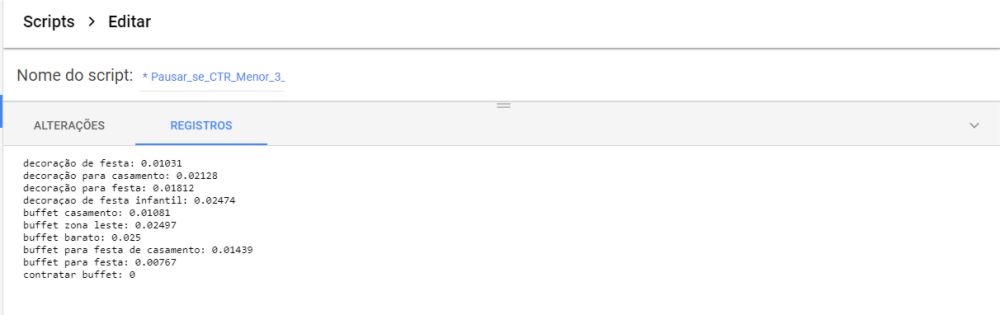 Scripts > Editar
Nome do script: * Pausar_se_CTR_Menor_3_
ALTERAÇÕES REGISTROS
decoração de festa: 0.01031
decoração para casamento: 0.02128
decoração para festa: 0.01812
decoraçao de festa infantil: 0.02474
buffet casamento: 0.01081
buffet zona leste: 0.02497
buffet barato: 0.025
buffet para festa de casamento: 0.01439
buffet para festa: 0.00767
contratar buffet: 0